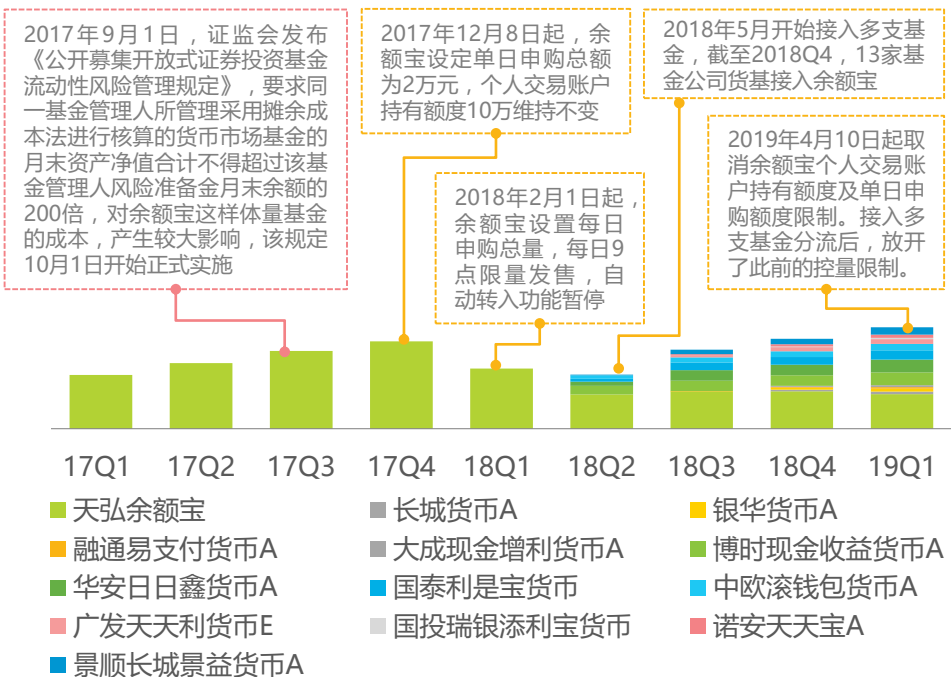 2017年9月1日，证监会发布
《公开募集开放式证券投资基金
流动性风险管理规定》，要求同
一基金管理人所管理采用摊余成
本法进行核算的货币市场基金的
月末资产净值合计不得超过该基
金管理人风险准备金月末余额的
200倍，对余额宝这样体量基金
的成本，产生较大影响，该规定
10月1日开始正式实施
2017年12月8日起，余
额宝设定单日申购总额
为2万元，个人交易账户
持有额度10万维持不变
2018年5月开始接入多支基
金，截至2018Q4，13家基
金公司货基接入余额宝
2018年2月1日起，
余额宝设置每日
申购总量，每日9
点限量发售，自
动转入功能暂停
2019年4月10日起取
消余额宝个人交易账
户持有额度及单日申
购额度限制。接入多
支基金分流后，放开
了此前的控量限制。
17Q1 17Q2 17Q3 17Q4 18Q1 18Q2 18Q3 18Q4 19Q1
天弘余额宝 长城货币A 银华货币A
融通易支付货币A 大成现金增利货币A 博时现金收益货币A
华安日日鑫货币A 国泰利是宝货币 中欧滚钱包货币A
广发天天利货币E 国投瑞银添利宝货币 诺安天天宝A
景顺长城景益货币A